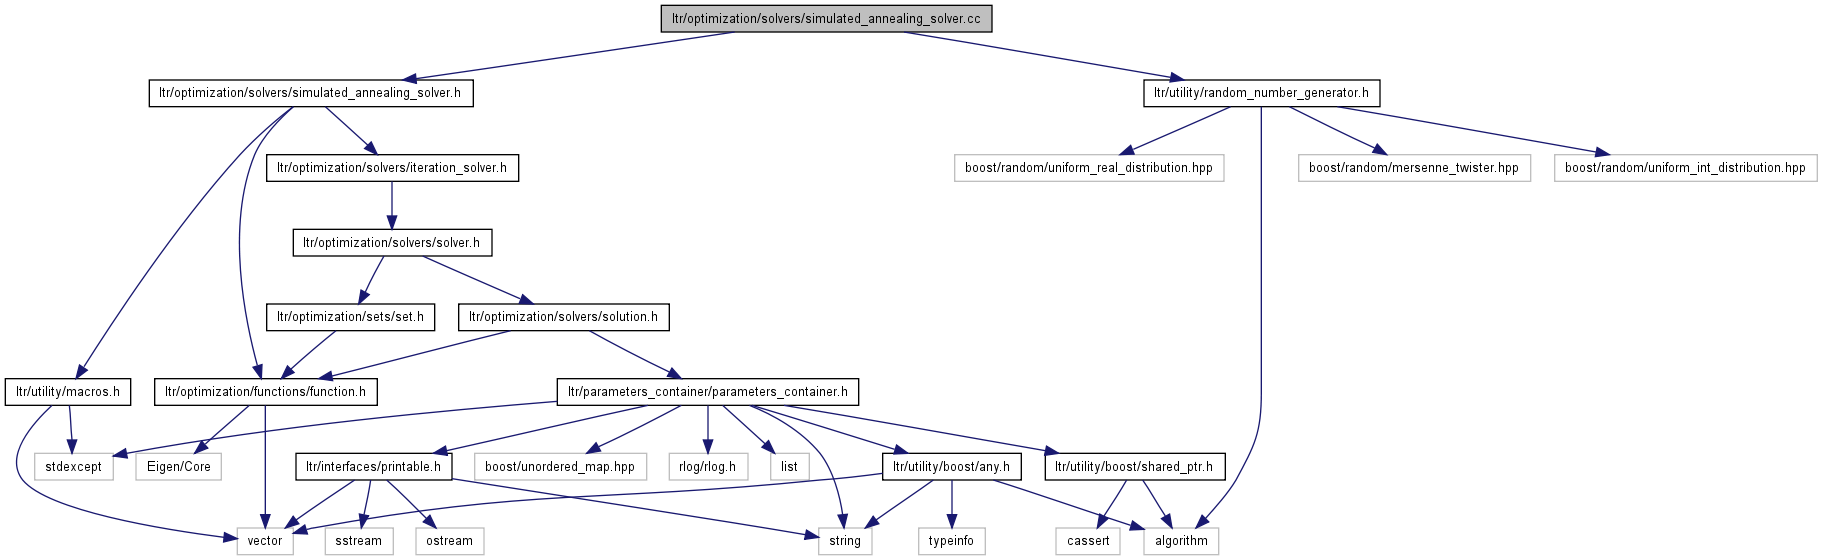 ltr/optimization/solvers/simulated_annealing_solver.cc
ltr/optimization/solvers/simulated_annealing_solver.h
ltr/utility/random_number_generator.h
ltr/optimization/solvers/iteration_solver.h
boost/random/uniform_real_distribution.hpp
boost/random/mersenne_twister.hpp
boost/random/uniform_int_distribution.hpp
ltr/optimization/solvers/solver.h
ltr/optimization/sets/set.h
ltr/optimization/solvers/solution.h
ltr/utility/macros.h
ltr/optimization/functions/function.h
ltr/parameters_container/parameters_container.h
stdexcept
Eigen/Core
ltr/interfaces/printable.h
boost/unordered_map.hpp
rlog/rlog.h
list
ltr/utility/boost/any.h
ltr/utility/boost/shared_ptr.h
vector
sstream
ostream
string
typeinfo
cassert
algorithm